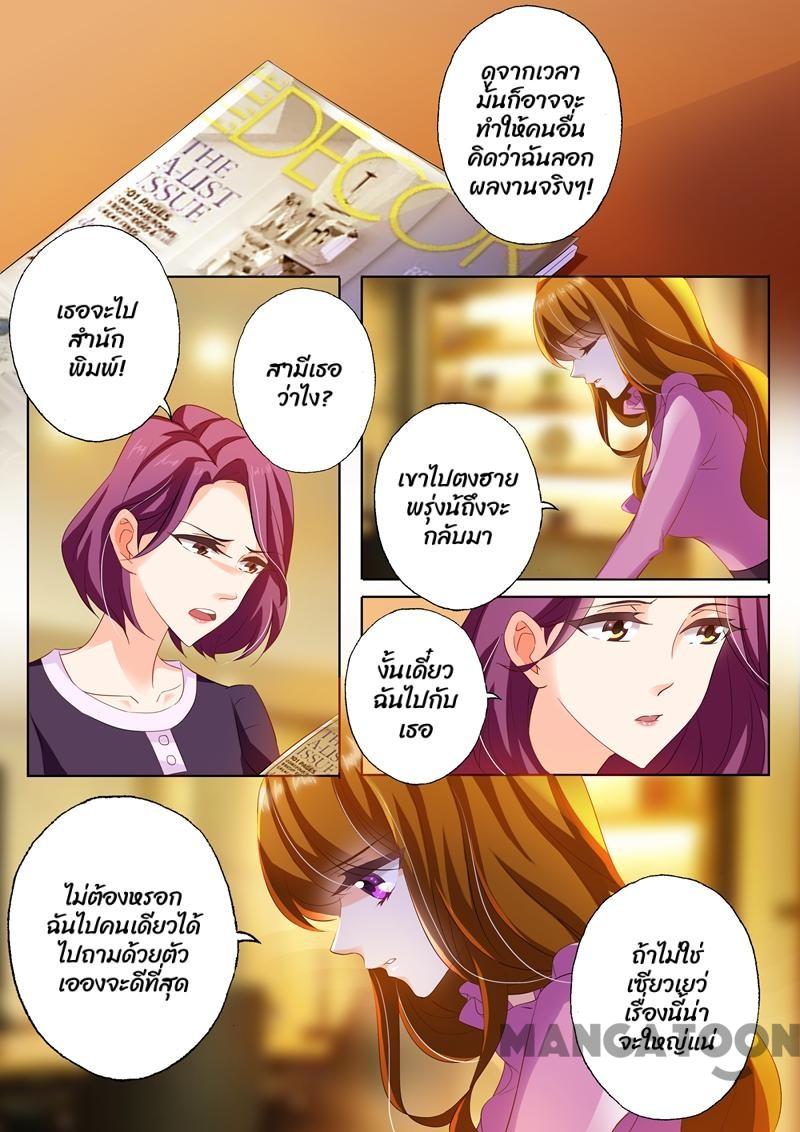 ดูจากเวลา
มันก็อาจจะ
ทำให้คนอื่น
คิดว่าฉันลอก
ผลงานจริงๆ!
DECOR
THE
A-LIST
ISSUE
101 PAGES
เธอจะไป
สำนัก
พิมพ์!
สามีเธอ
ว่าไง?
เขาไปตงฮาย
พรุ่งนี้ถึงจะ
กลับมา
งั้นเดี๋ยว
ฉันไปกับ
เธอ
THE
A-LIST
ISSUE
ไม่ต้องหรอก
ฉันไปคนเดียวได้
ไปถามด้วยตัว
เอองจะดีที่สุด
ถ้าไม่ใช่
เซียวเยว่
เรื่องนี้น่า
จะใหญ่แน่
MANGATOON